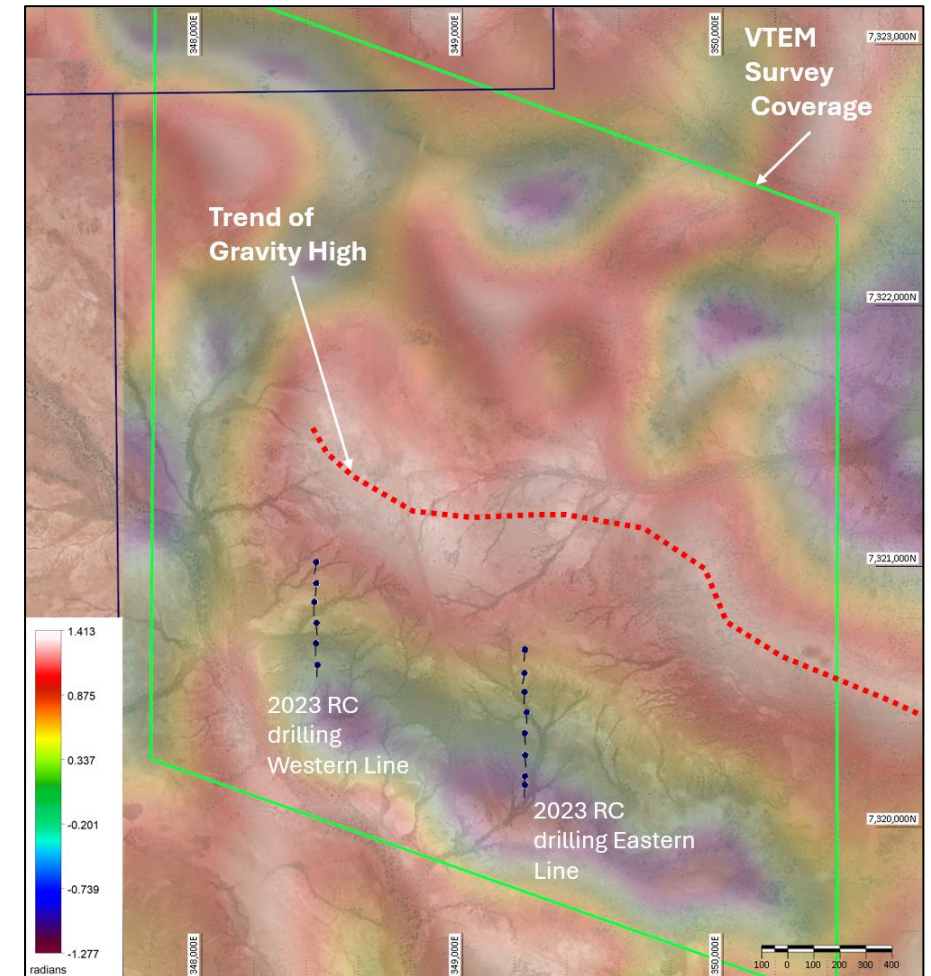 348,000E
349,000E
350,000E
VTEM
Survey
Coverage
7,323,000N
Trend of
Gravity High
7,322,000N
7,321,000N
1.413
0.875
0.337
-0.201
-0.739
-1.277
radians
2023 RC
drilling
Western Line
2023 RC
drilling Eastern
Line
7,320,000N
348,000E
349,000E
350,000E
100 0 100 200 300 400